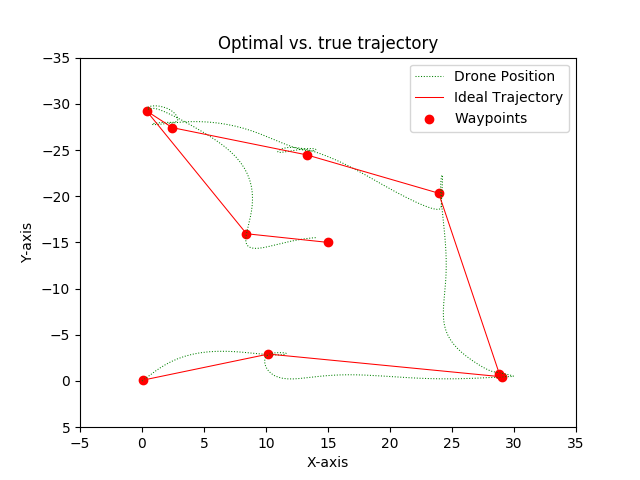 Optimal vs. true trajectory
Drone Position
Ideal Trajectory
Waypoints
Y-axis
−35
−30
−25
−20
−15
−10
−5
0
5
−5 0 5 10 15 20 25 30 35
X-axis